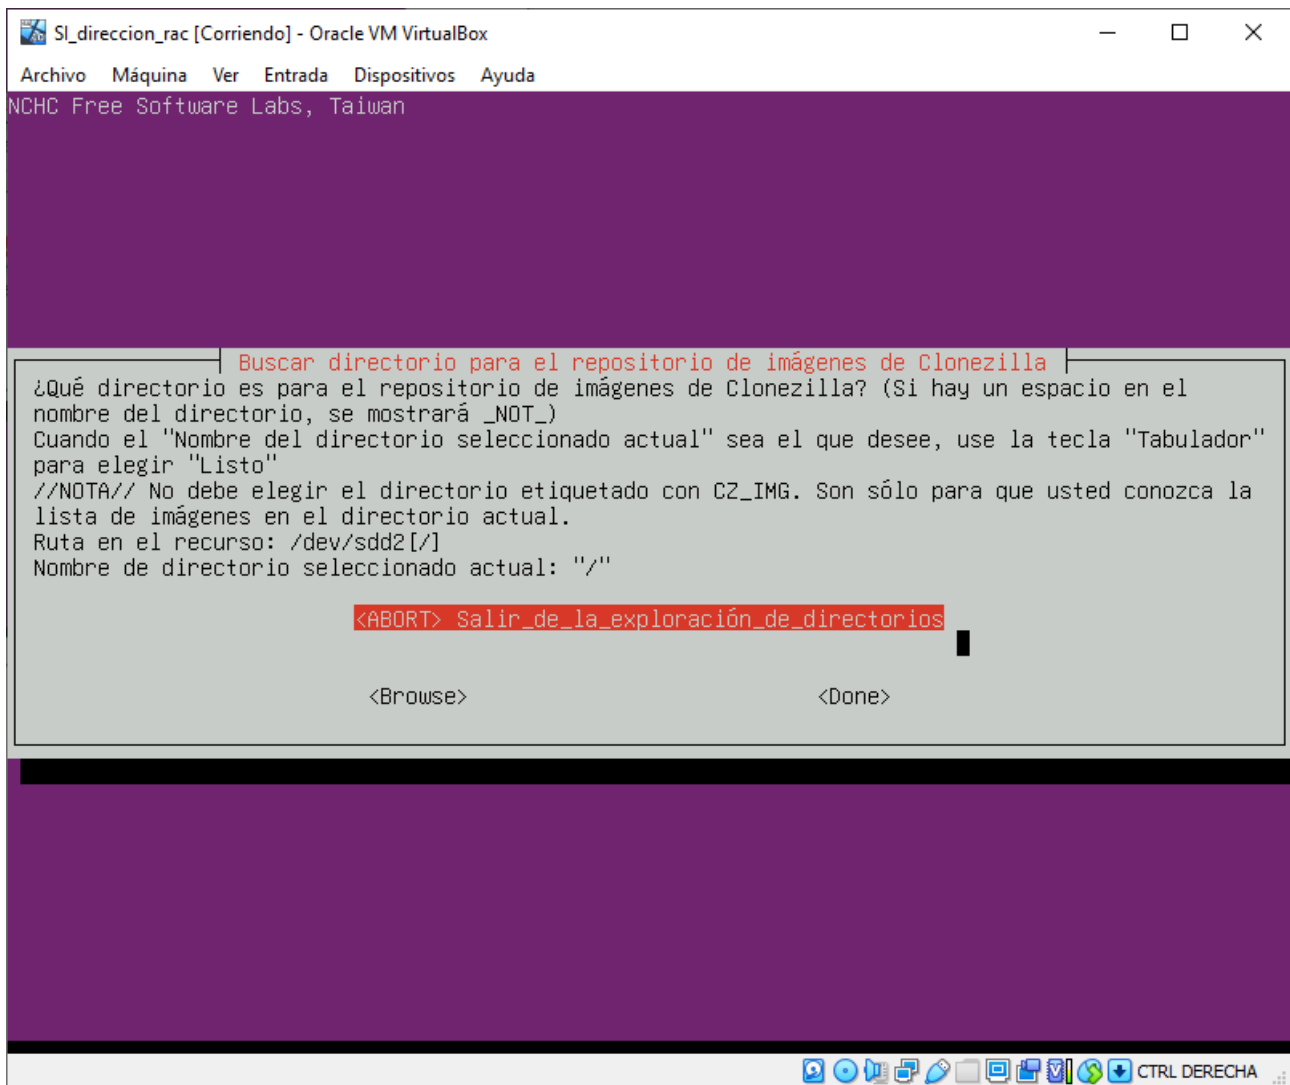 SI_direccion_rac [Corriendo] - Oracle VM VirtualBox
Archivo Máquina Ver Entrada Dispositivos Ayuda
NCHC Free Software Labs, Taiwan
Buscar directorio para el repositorio de imágenes de Clonezilla
¿Qué directorio es para el repositorio de imágenes de Clonezilla? (Si hay un espacio en el
nombre del directorio, se mostrará _NOT_)
Cuando el "Nombre del directorio seleccionado actual" sea el que desee, use la tecla "Tabulador"
para elegir "Listo"
//NOTA// No debe elegir el directorio etiquetado con CZ_IMG. Son sólo para que usted conozca la
lista de imágenes en el directorio actual.
Ruta en el recurso: /dev/sdd2[/]
Nombre de directorio seleccionado actual: "/"
<ABORT> Salir_de_la_exploración_de_directorios
<Browse> <Done>
CTRL DERECHA